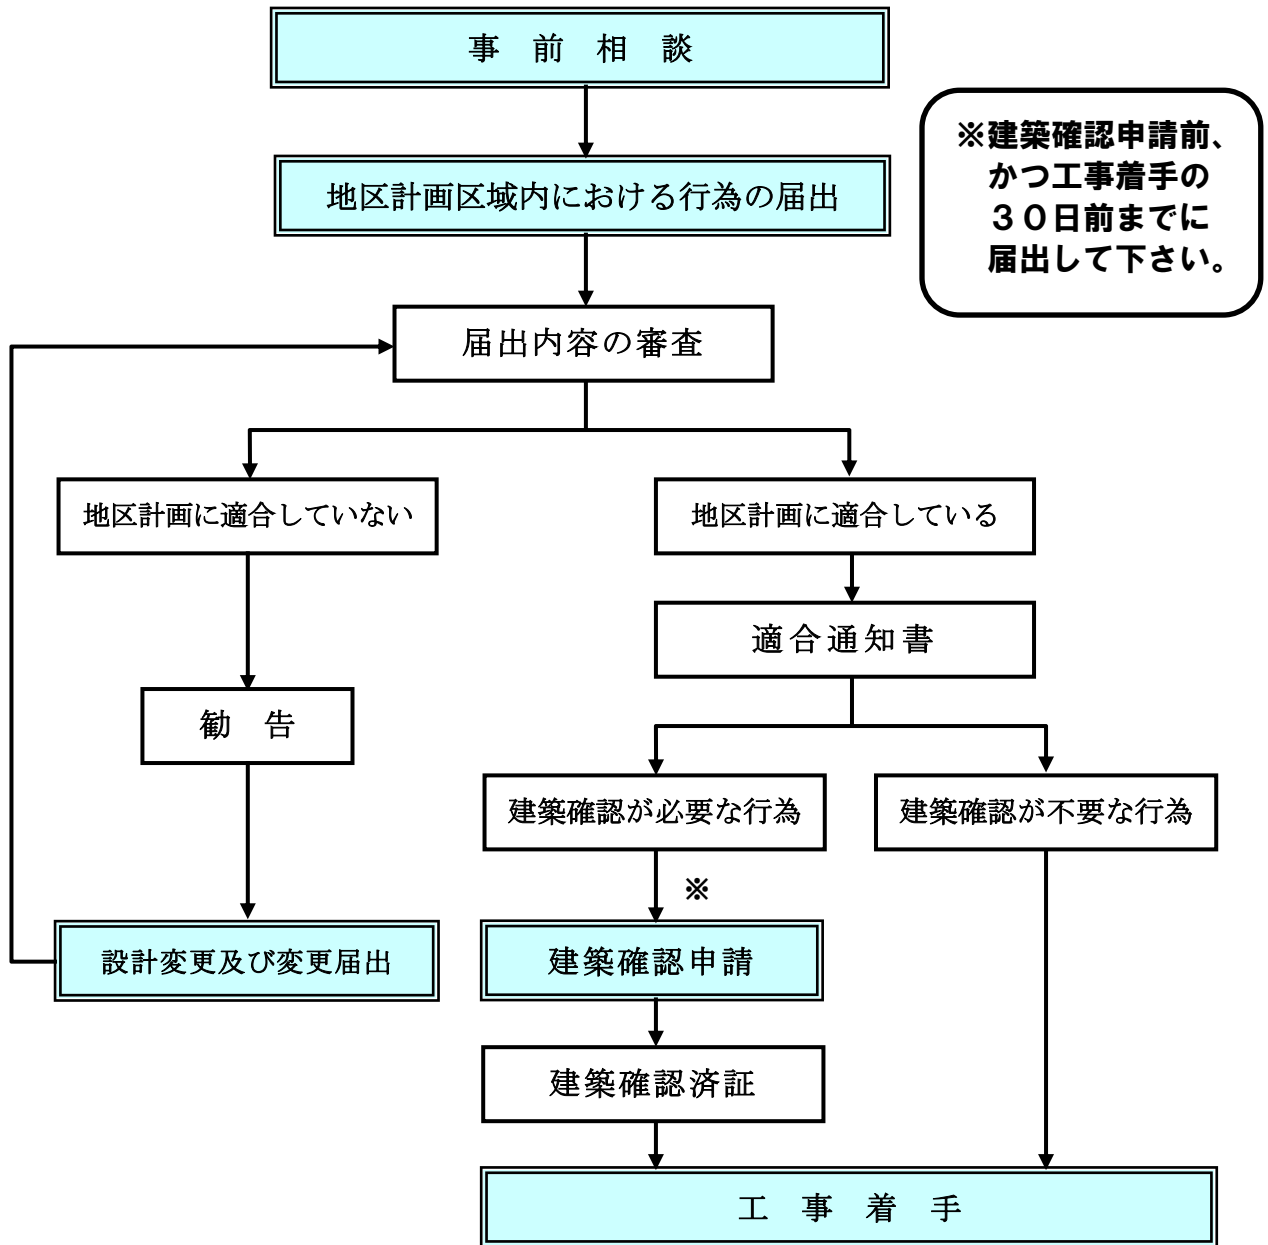 事　前　相　談
※建築確認申請前、
かつ工事着手の
３０日前までに
届出して下さい。
地区計画区域内における行為の届出
届出内容の審査
地区計画に適合していない
地区計画に適合している
適合通知書
勧　告
建築確認が必要な行為
建築確認が不要な行為
※
設計変更及び変更届出
建築確認申請
建築確認済証
工　事　着　手